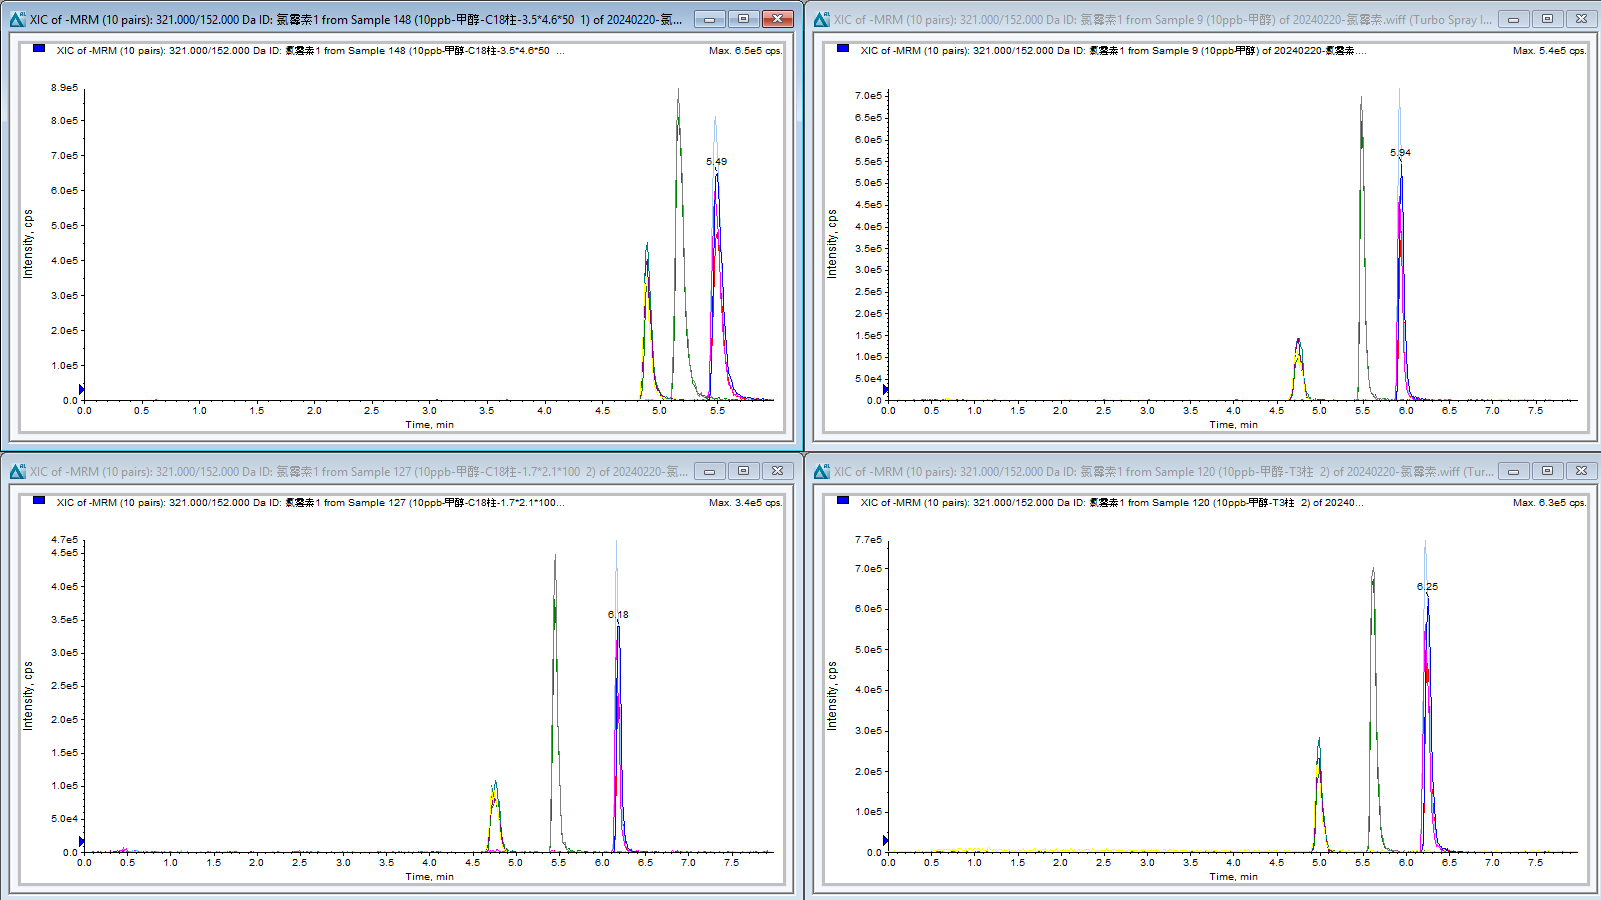 XIC of -MRM (10 pairs): 321.000/152.000 Da ID: 氯霉素1 from Sample 148 (10ppb-甲醇-C18柱-3.5*4.6*50  1) of 20240220-氯霉素...
XIC of -MRM (10 pairs): 321.000/152.000 Da ID: 氯霉素1 from Sample 148 (10ppb-甲醇-C18柱-3.5*4.6*50  ...
Max. 6.5e5 cps.
8.9e5
8.0e5
7.0e5
6.0e5
5.0e5
4.0e5
3.0e5
2.0e5
1.0e5
0.0
Intensity, cps
5.49
0.0 0.5 1.0 1.5 2.0 2.5 3.0 3.5 4.0 4.5 5.0 5.5
Time, min
XIC of -MRM (10 pairs): 321.000/152.000 Da ID: 氯霉素1 from Sample 9 (10ppb-甲醇) of 20240220-氯霉素.wiff (Turbo Spray I...
XIC of -MRM (10 pairs): 321.000/152.000 Da ID: 氯霉素1 from Sample 9 (10ppb-甲醇) of 20240220-氯霉素....
Max. 5.4e5 cps.
7.0e5
6.5e5
6.0e5
5.5e5
5.0e5
4.5e5
4.0e5
3.5e5
3.0e5
2.5e5
2.0e5
1.5e5
1.0e5
5.0e4
0.0
Intensity, cps
5.94
0.0 0.5 1.0 1.5 2.0 2.5 3.0 3.5 4.0 4.5 5.0 5.5 6.0 6.5 7.0 7.5
Time, min
XIC of -MRM (10 pairs): 321.000/152.000 Da ID: 氯霉素1 from Sample 127 (10ppb-甲醇-C18柱-1.7*2.1*100  2) of 20240220-氯...
XIC of -MRM (10 pairs): 321.000/152.000 Da ID: 氯霉素1 from Sample 127 (10ppb-甲醇-C18柱-1.7*2.1*100...
Max. 3.4e5 cps.
4.7e5
4.5e5
4.0e5
3.5e5
3.0e5
2.5e5
2.0e5
1.5e5
1.0e5
5.0e4
0.0
Intensity, cps
6.18
0.0 0.5 1.0 1.5 2.0 2.5 3.0 3.5 4.0 4.5 5.0 5.5 6.0 6.5 7.0 7.5
Time, min
XIC of -MRM (10 pairs): 321.000/152.000 Da ID: 氯霉素1 from Sample 120 (10ppb-甲醇-T3柱  2) of 20240220-氯霉素.wiff (Tur...
XIC of -MRM (10 pairs): 321.000/152.000 Da ID: 氯霉素1 from Sample 120 (10ppb-甲醇-T3柱  2) of 20240...
Max. 6.3e5 cps.
7.7e5
7.0e5
6.0e5
5.0e5
4.0e5
3.0e5
2.0e5
1.0e5
0.0
Intensity, cps
6.25
0.0 0.5 1.0 1.5 2.0 2.5 3.0 3.5 4.0 4.5 5.0 5.5 6.0 6.5 7.0 7.5
Time, min